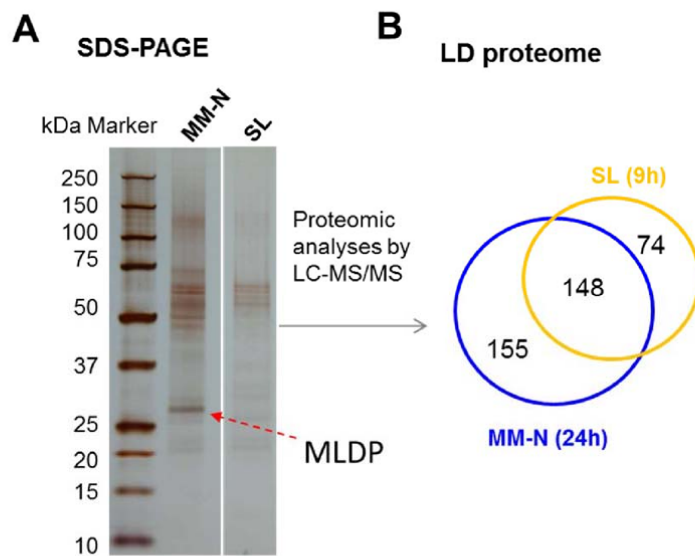 A
SDS-PAGE
kDa Marker
MM-N
SL
250
150
100
75
50
37
25
20
15
10
MLDP
Proteomic
analyses by
LC-MS/MS
B
LD proteome
SL (9h)
74
148
155
MM-N (24h)